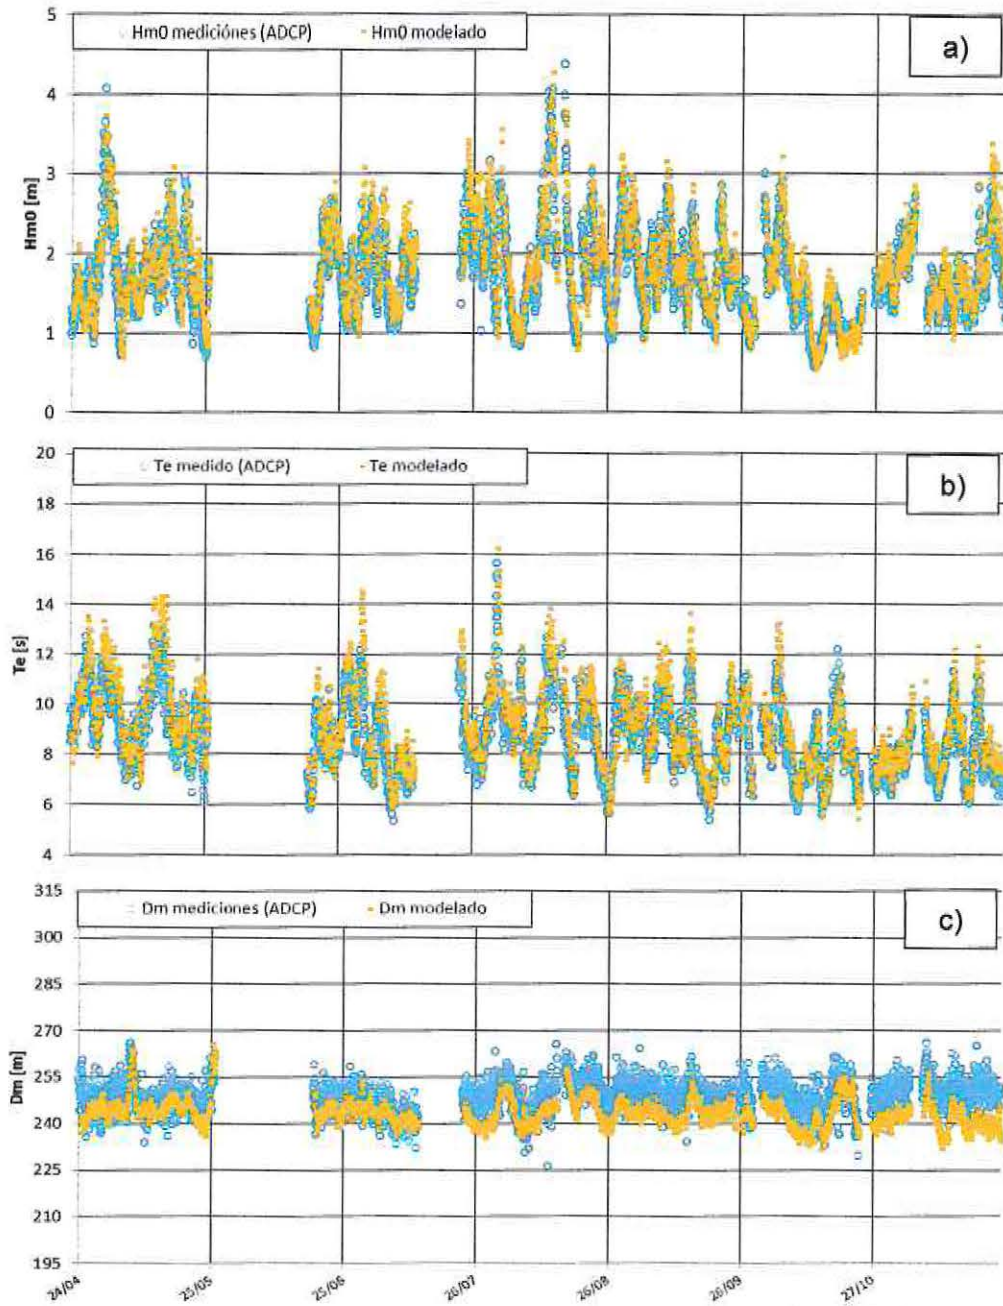 Hm0 mediciónes (ADCP) Hm0 modelado
a)
5
4
3
2
1
0
Hm0 [m]
Te medido (ADCP) Te modelado
b)
20
18
16
14
12
10
8
6
4
Te [s]
Dm mediciones (ADCP) Dm modelado
c)
315
300
285
270
255
240
225
210
195
Dm [m]
24/04 25/05 25/06 26/07 26/08 26/09 27/10